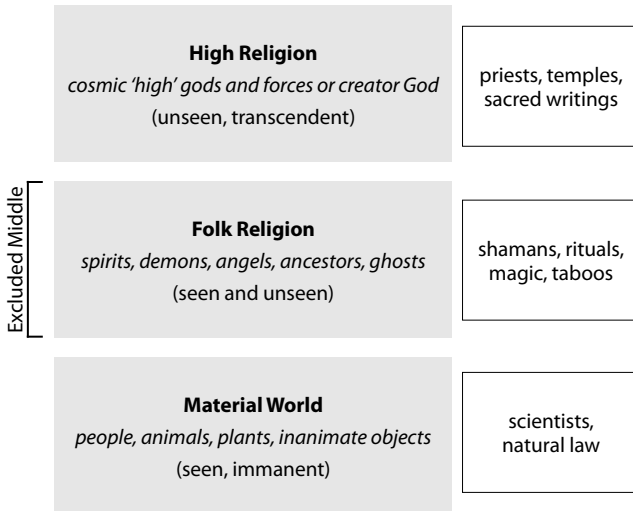 High Religion
cosmic ‘high’ gods and forces or creator God
(unseen, transcendent)
priests, temples,
sacred writings
Excluded Middle
Folk Religion
spirits, demons, angels, ancestors, ghosts
(seen and unseen)
shamans, rituals,
magic, taboos
Material World
people, animals, plants, inanimate objects
(seen, immanent)
scientists,
natural law